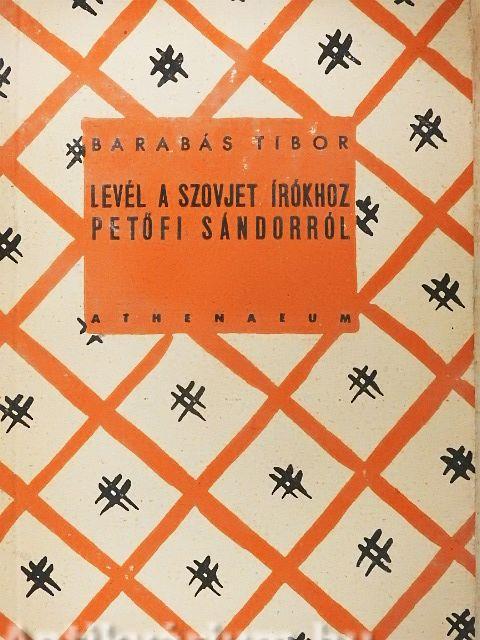 BARABÁS TIBOR
LEVÉL A SZOVJET ÍRÓKHOZ
PETŐFI SÁNDORRÓL
ATHENAEUM